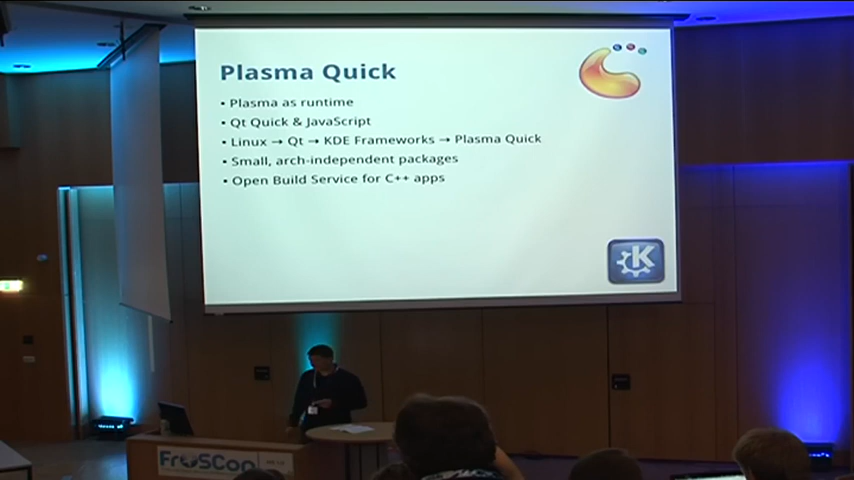 Plasma Quick
• Plasma as runtime
• Qt Quick & JavaScript
• Linux → Qt → KDE Frameworks → Plasma Quick
• Small, arch-independent packages
• Open Build Service for C++ apps
K
FrOSCon